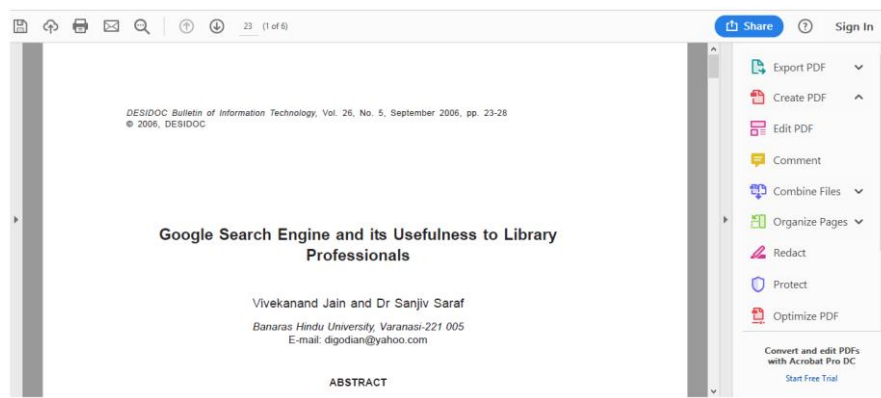 23 (1 of 6)
Share
Sign In
DESIDOC Bulletin of Information Technology, Vol. 26, No. 5, September 2006, pp. 23-28
© 2006, DESIDOC
Google Search Engine and its Usefulness to Library
Professionals
Vivekanand Jain and Dr Sanjiv Saraf
Banaras Hindu University, Varanasi-221 005
E-mail: digodian@yahoo.com
ABSTRACT
Export PDF
Create PDF
Edit PDF
Comment
Combine Files
Organize Pages
Redact
Protect
Optimize PDF
Convert and edit PDFs
with Acrobat Pro DC
Start Free Trial